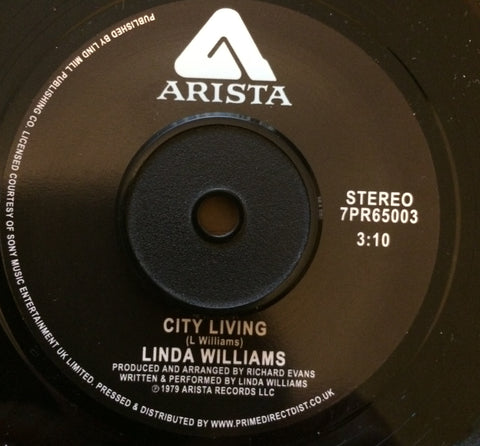 ARISTA
STEREO
7PR65003
3:10
CITY LIVING
(L Williams)
LINDA WILLIAMS
PRODUCED AND ARRANGED BY RICHARD EVANS
WRITTEN & PERFORMED BY LINDA WILLIAMS
℗ 1979 ARISTA RECORDS LLC
PUBLISHED BY LIND MILL PUBLISHING CO. LICENSED COURTESY OF SONY MUSIC ENTERTAINMENT UK LIMITED. PRESSED & DISTRIBUTED BY WWW.PRIMEDIRECTDIST.CO.UK